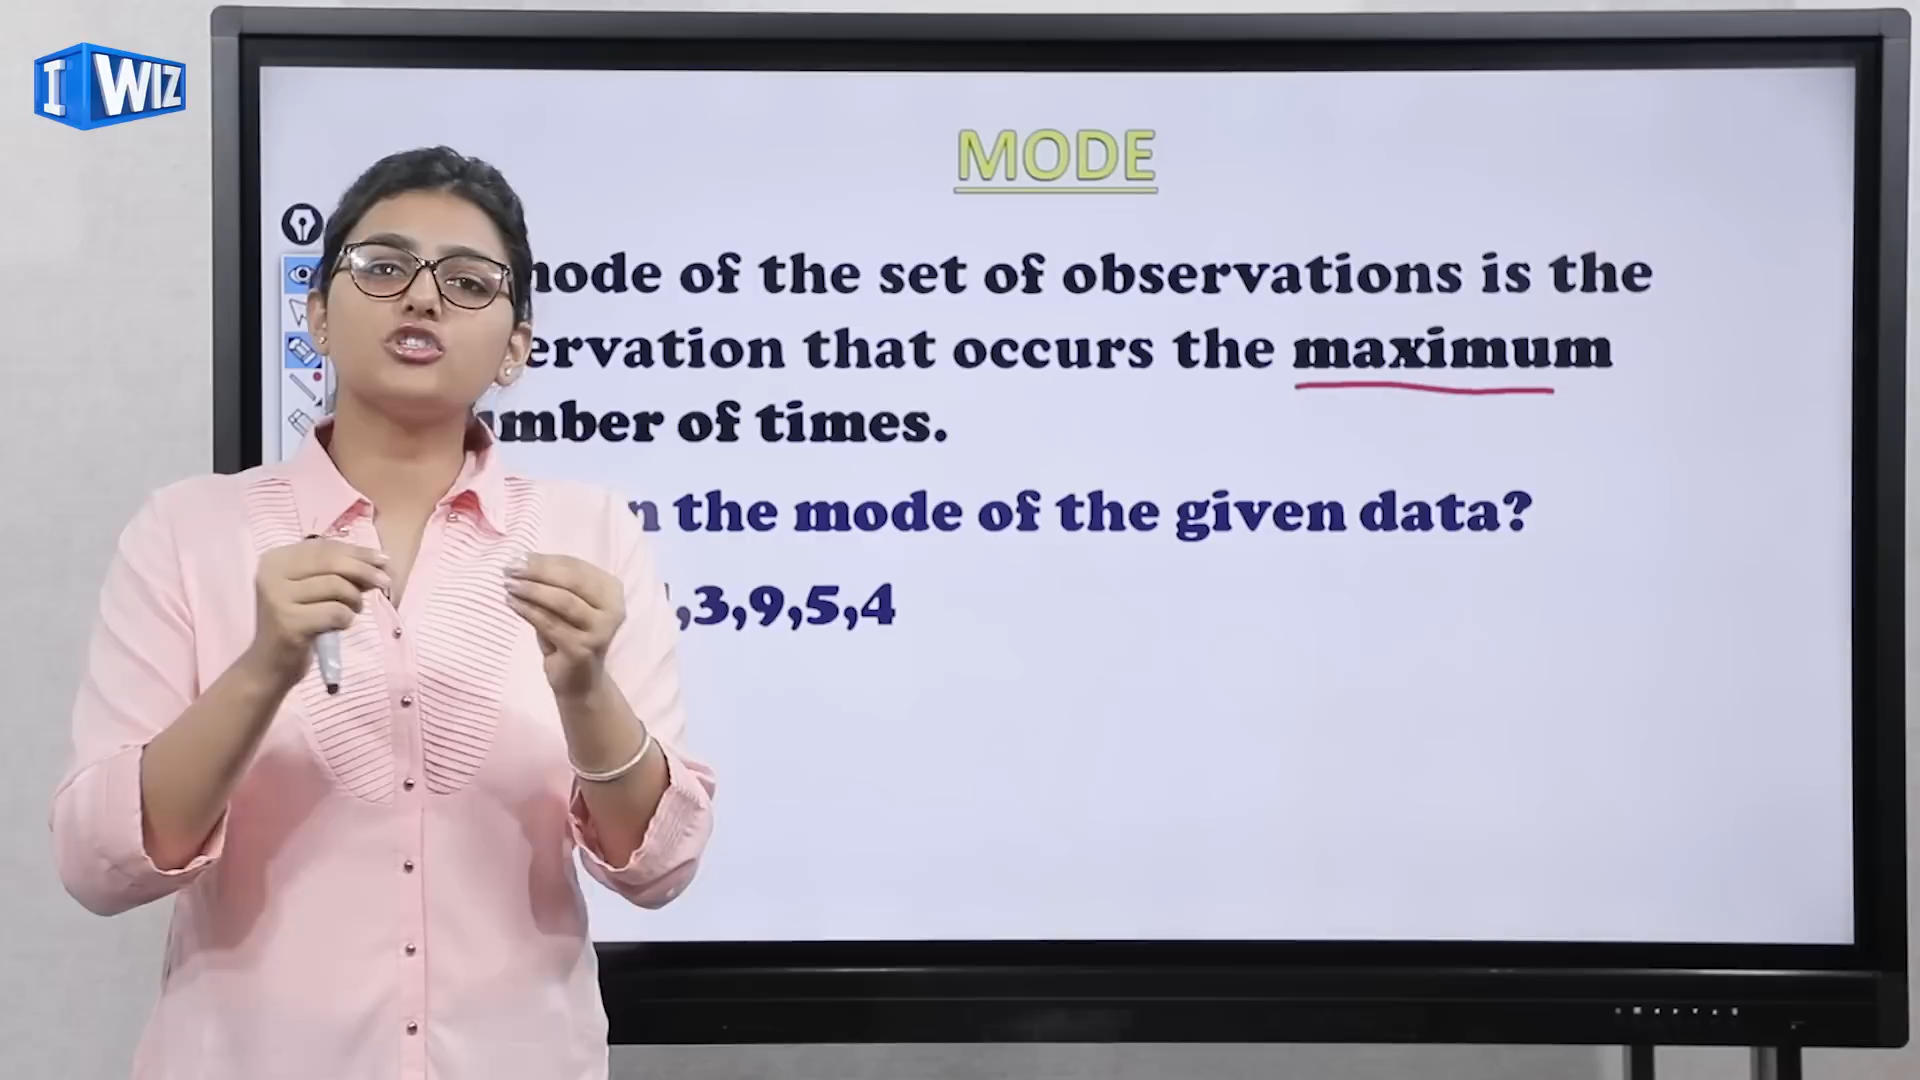 I WIZ
MODE
mode of the set of observations is the
ervation that occurs the maximum
umber of times.
n the mode of the given data?
,3,9,5,4